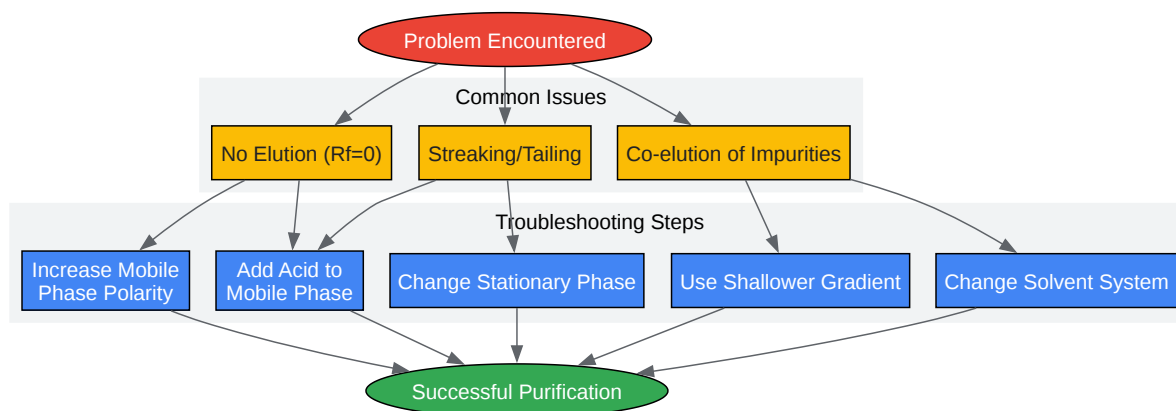 Problem Encountered
Common Issues
No Elution (Rf=0)
Streaking/Tailing
Co-elution of Impurities
Troubleshooting Steps
Increase Mobile
Phase Polarity
Add Acid to
Mobile Phase
Change Stationary Phase
Use Shallower Gradient
Change Solvent System
Successful Purification